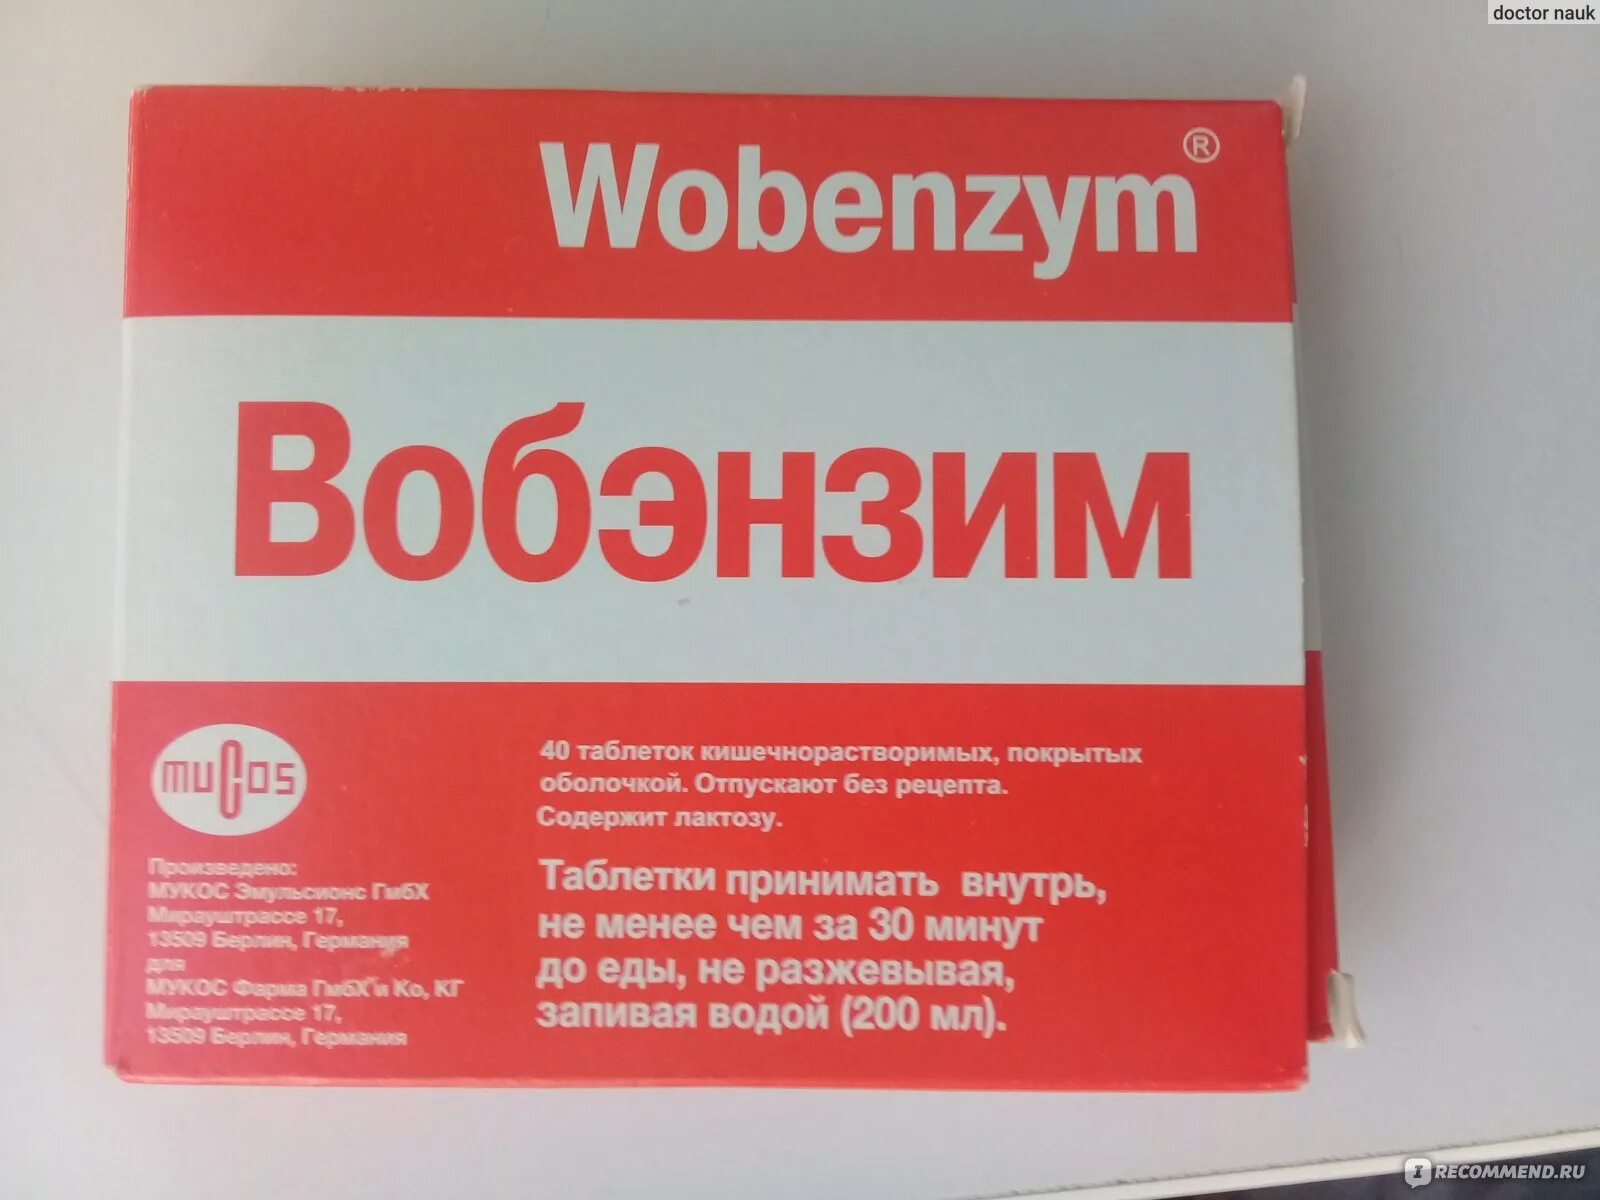 doctor nauk
Wobenzym®
Вобэнзим
mucos
40 таблеток кишечнорастворимых, покрытых
оболочкой. Отпускают без рецепта.
Содержит лактозу.
Таблетки принимать внутрь,
не менее чем за 30 минут
до еды, не разжевывая,
запивая водой (200 мл).
Произведено:
МУКОС Эмульсионс ГмбХ
Мирауштрассе 17,
13509 Берлин, Германия
для
МУКОС Фарма ГмбХ и Ко, КГ
Мирауштрассе 17,
13509 Берлин, Германия
IRECOMMEND.RU